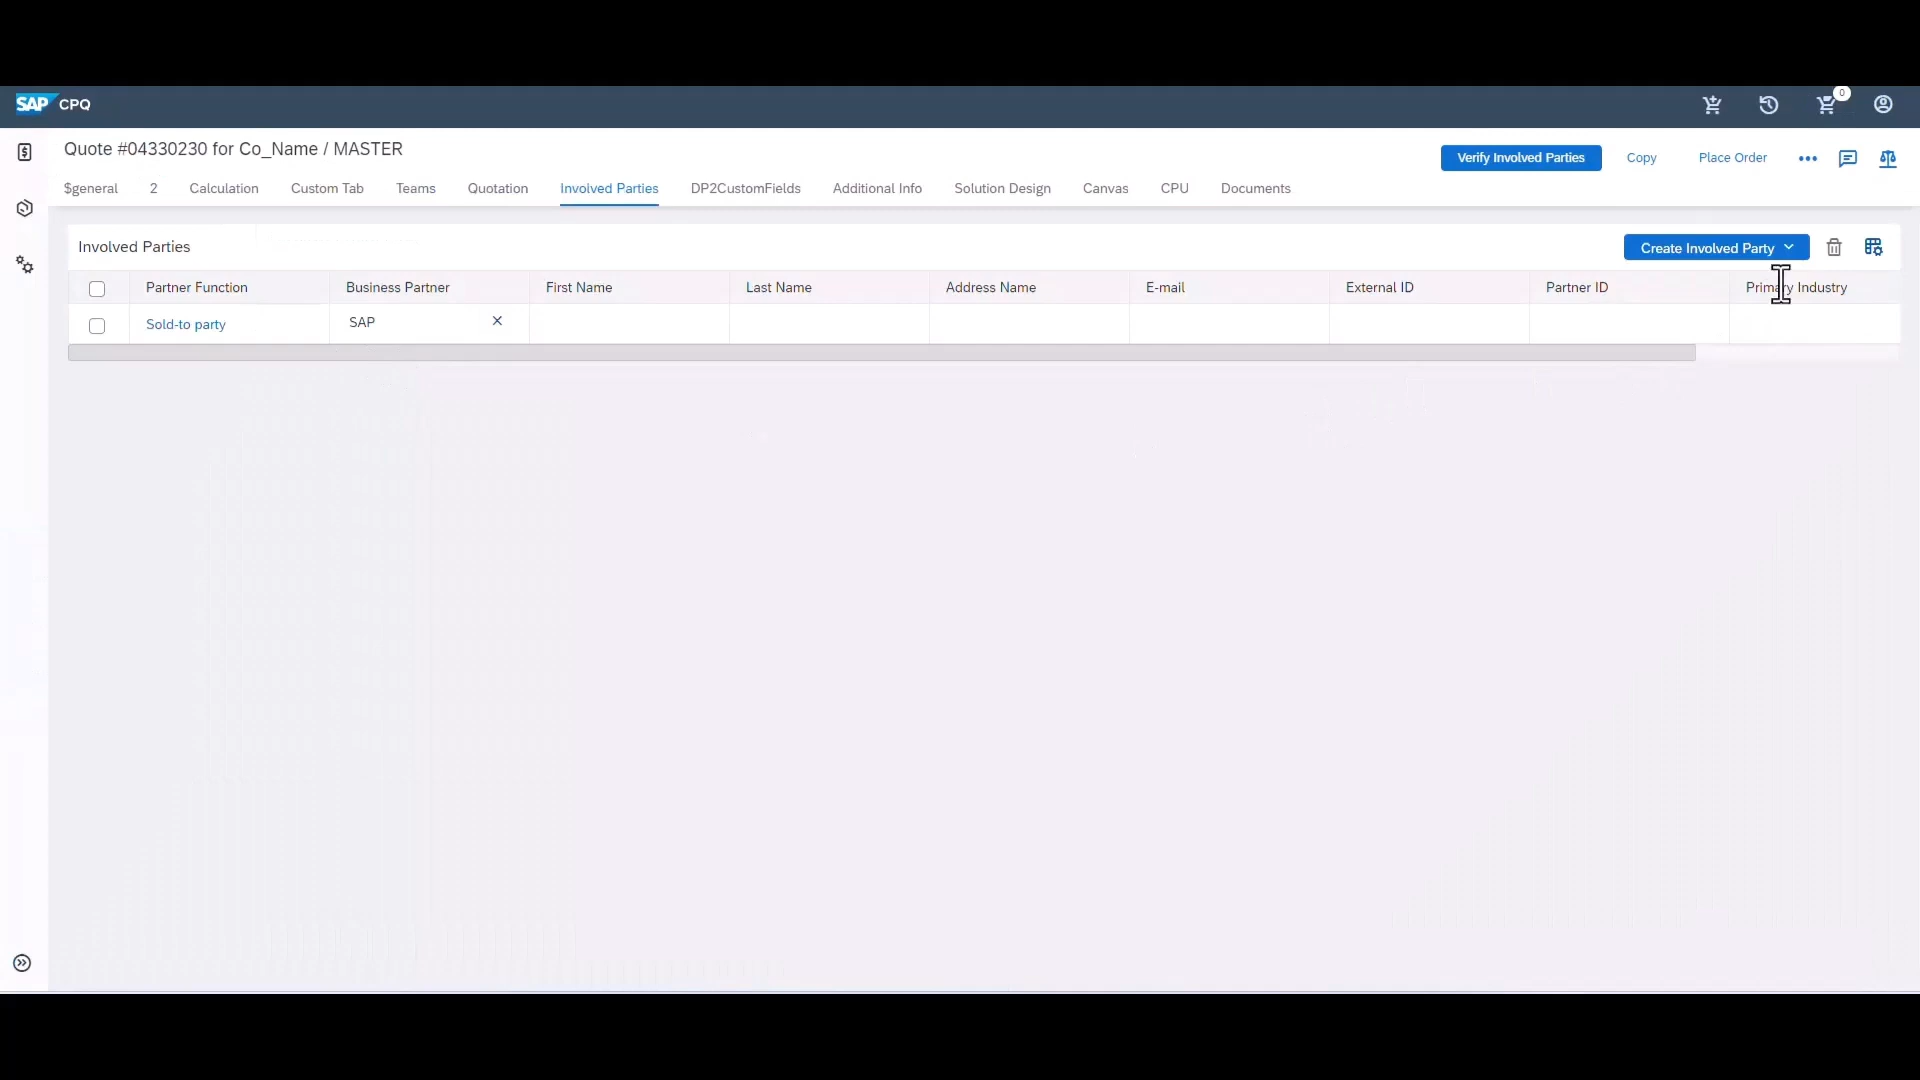 SAP CPQ
0
Quote #04330230 for Co_Name / MASTER
Verify Involved Parties Copy Place Order
$general 2 Calculation Custom Tab Teams Quotation Involved Parties DP2CustomFields Additional Info Solution Design Canvas CPU Documents
Involved Parties
Create Involved Party
Partner Function Business Partner First Name Last Name Address Name E-mail External ID Partner ID Primary Industry
Sold-to party SAP